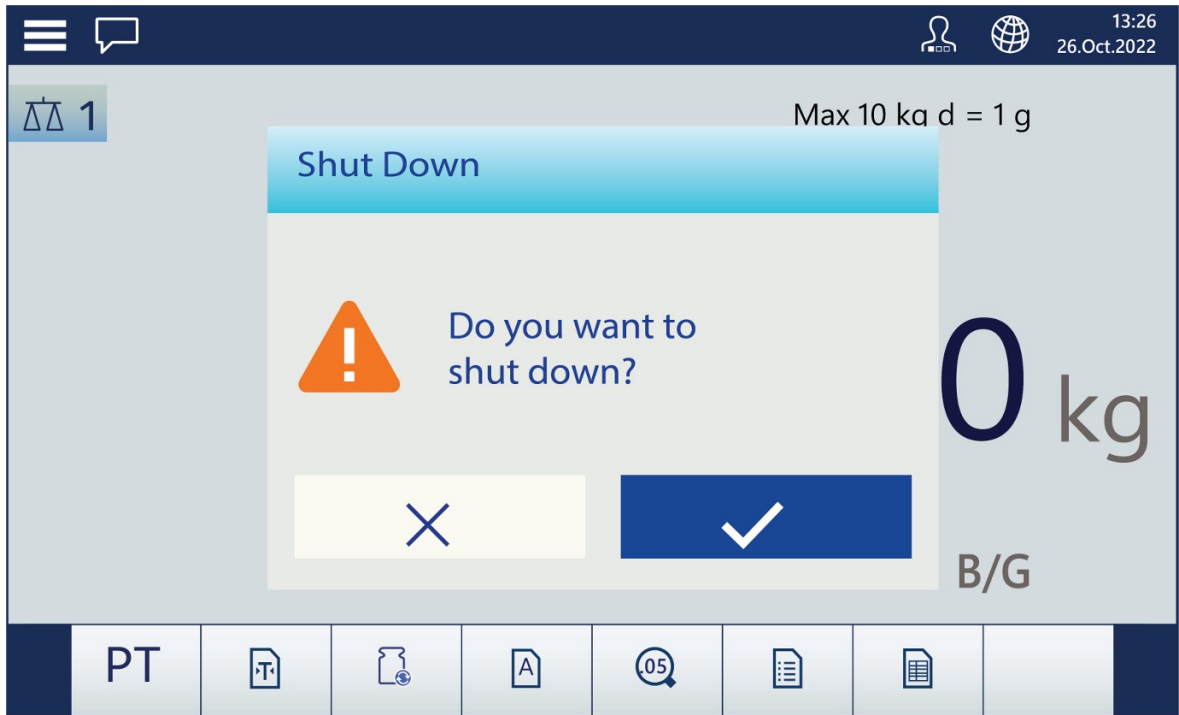 13:26
26.Oct.2022
1
Max 10 kg d = 1 g
Shut Down
Do you want to
shut down?
0 kg
B/G
PT
T
A
.05